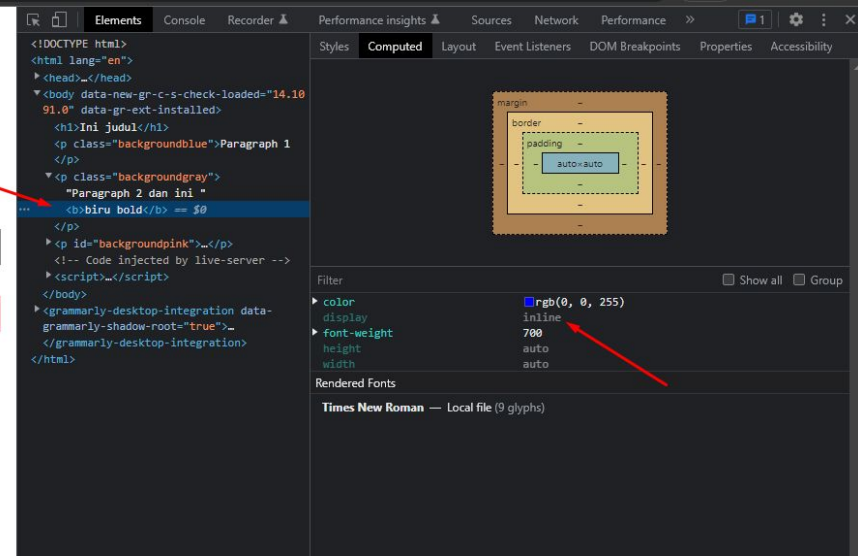 Elements Console Recorder Performance insights Sources Network Performance » 1
<!DOCTYPE html>
<html lang="en">
<head>…</head>
<body data-new-gr-c-s-check-loaded="14.10
91.0" data-gr-ext-installed>
<h1>Ini judul</h1>
<p class="backgroundblue">Paragraph 1
</p>
<p class="backgroundgray">
"Paragraph 2 dan ini "
… <b>biru bold</b> == $0
</p>
<p id="backgroundpink">…</p>
<!-- Code injected by live-server -->
<script>…</script>
</body>
<grammarly-desktop-integration data-
grammarly-shadow-root="true">…
</grammarly-desktop-integration>
</html>
Styles Computed Layout Event Listeners DOM Breakpoints Properties Accessibility
margin -
border -
padding -
- - - auto×auto - - -
-
-
-
Filter Show all Group
color rgb(0, 0, 255)
display inline
font-weight 700
height auto
width auto
Rendered Fonts
Times New Roman — Local file (9 glyphs)